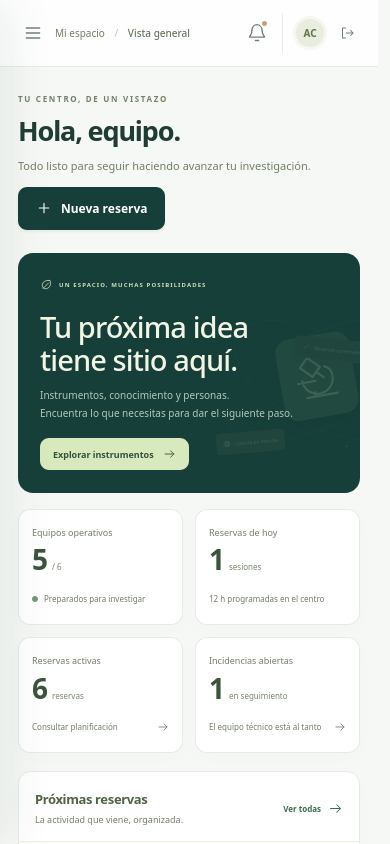 Mi espacio / Vista general
AC
TU CENTRO, DE UN VISTAZO
Hola, equipo.
Todo listo para seguir haciendo avanzar tu investigación.
+ Nueva reserva
UN ESPACIO, MUCHAS POSIBILIDADES
Tu próxima idea
tiene sitio aquí.
Instrumentos, conocimiento y personas.
Encuentra lo que necesitas para dar el siguiente paso.
Explorar instrumentos →
Equipos operativos
5 / 6
Preparados para investigar
Reservas de hoy
1 sesiones
12 h programadas en el centro
Reservas activas
6 reservas
Consultar planificación →
Incidencias abiertas
1 en seguimiento
El equipo técnico está al tanto →
Próximas reservas
La actividad que viene, organizada.
Ver todas →